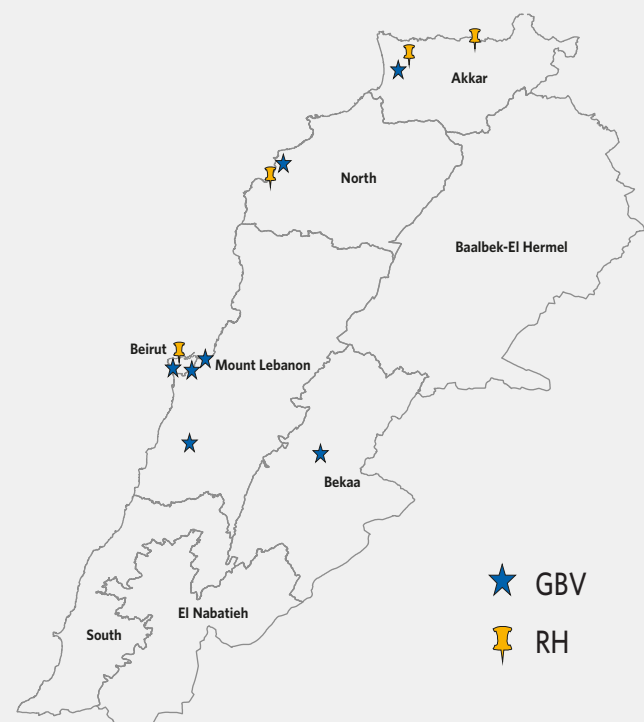 Akkar
North
Baalbek-El Hermel
Beirut
Mount Lebanon
Bekaa
GBV
El Nabatieh
South
RH